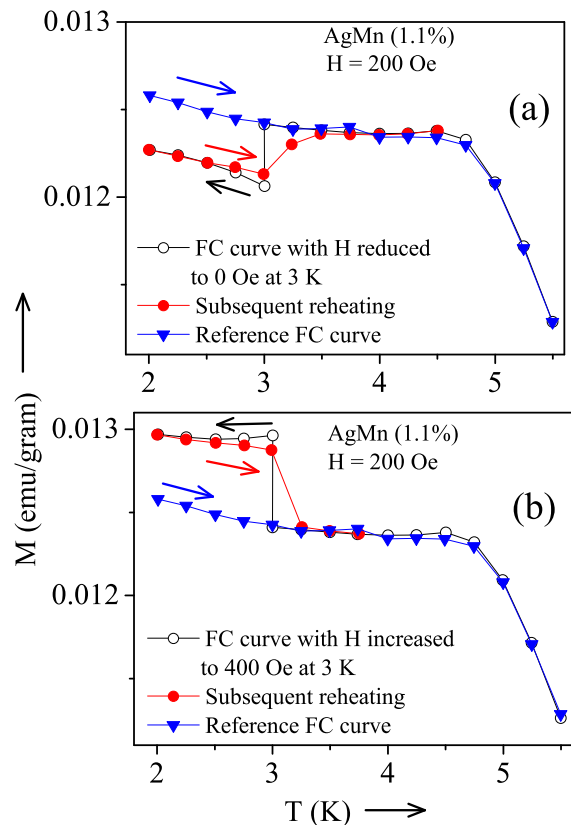 0.013
AgMn (1.1%)
H = 200 Oe
(a)
0.012
FC curve with H reduced
to 0 Oe at 3 K
Subsequent reheating
Reference FC curve
2 3 4 5
0.013
AgMn (1.1%)
H = 200 Oe
(b)
0.012
FC curve with H increased
to 400 Oe at 3 K
Subsequent reheating
Reference FC curve
2 3 4 5
M (emu/gram)
T (K)